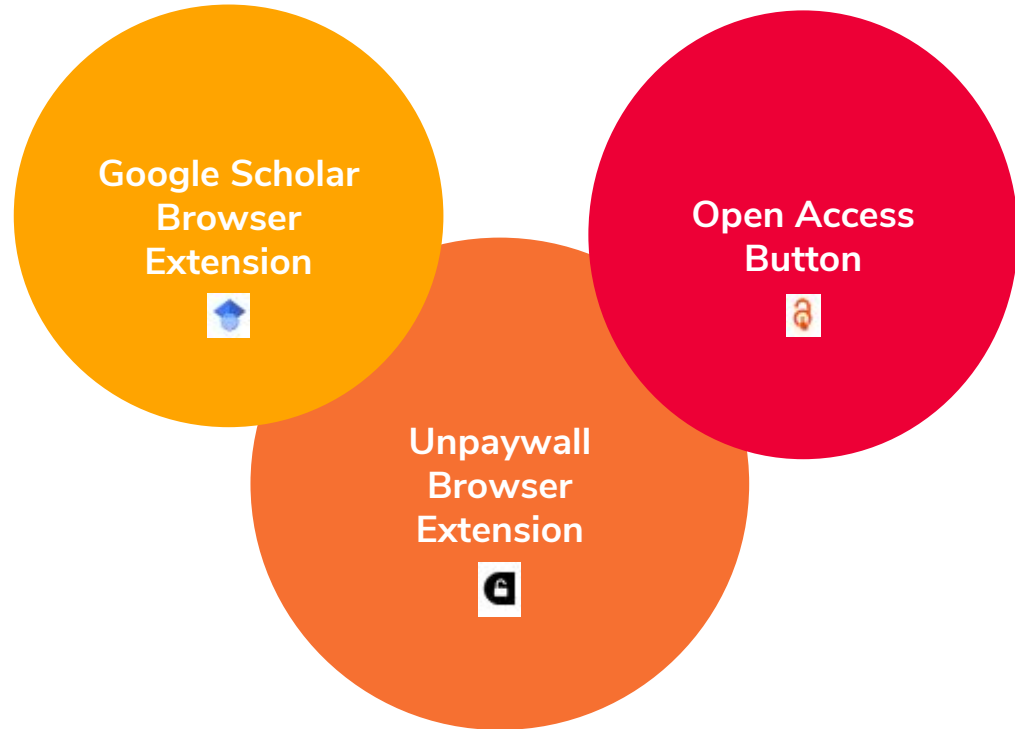 Google Scholar
Browser
Extension
Open Access
Button
Unpaywall
Browser
Extension